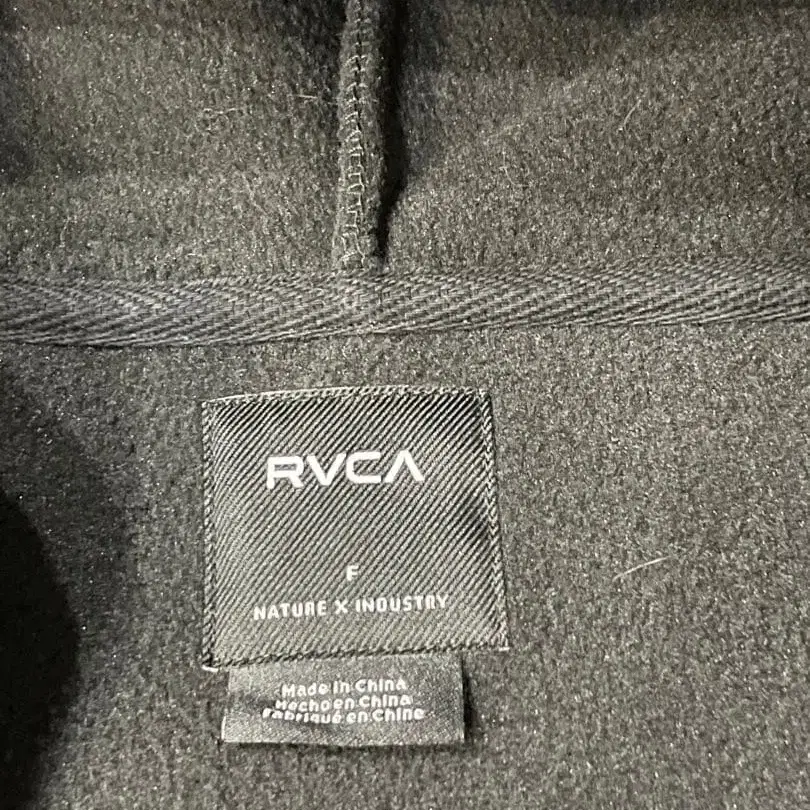 RVCA
F
NATURE X INDUSTRY
Made in China
Hecho en China
Fabriqué en Chine